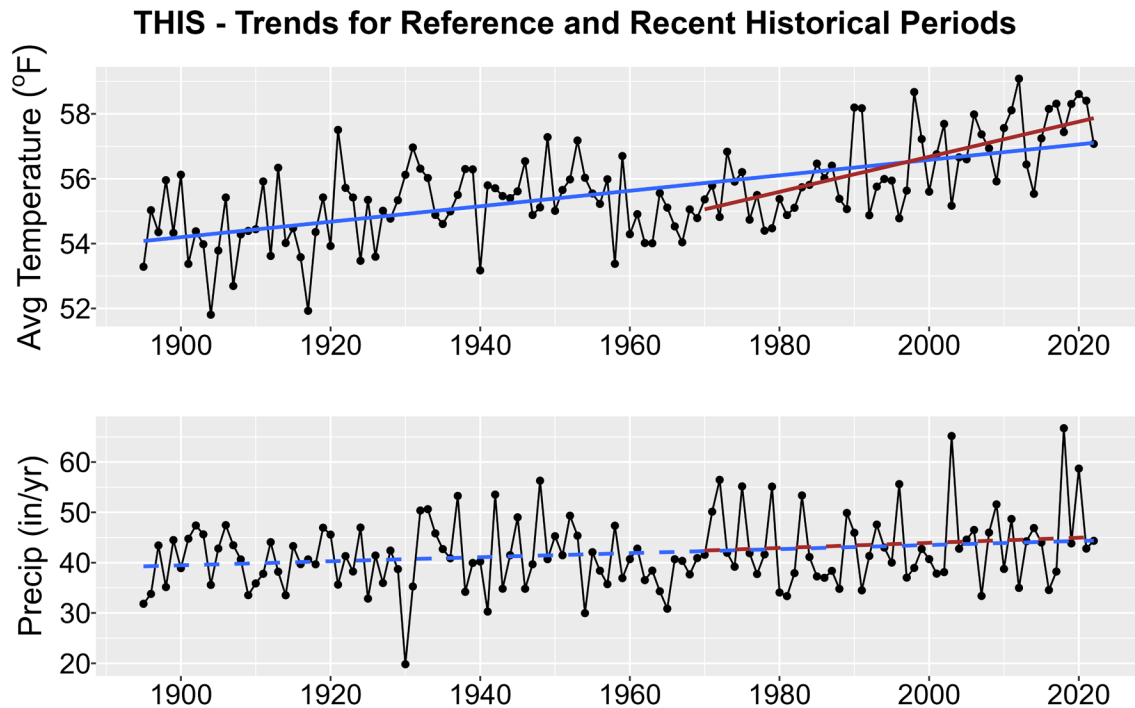 THIS - Trends for Reference and Recent Historical Periods
Avg Temperature (°F)
58
56
54
52
1900 1920 1940 1960 1980 2000 2020
Precip (in/yr)
60
50
40
30
20
1900 1920 1940 1960 1980 2000 2020